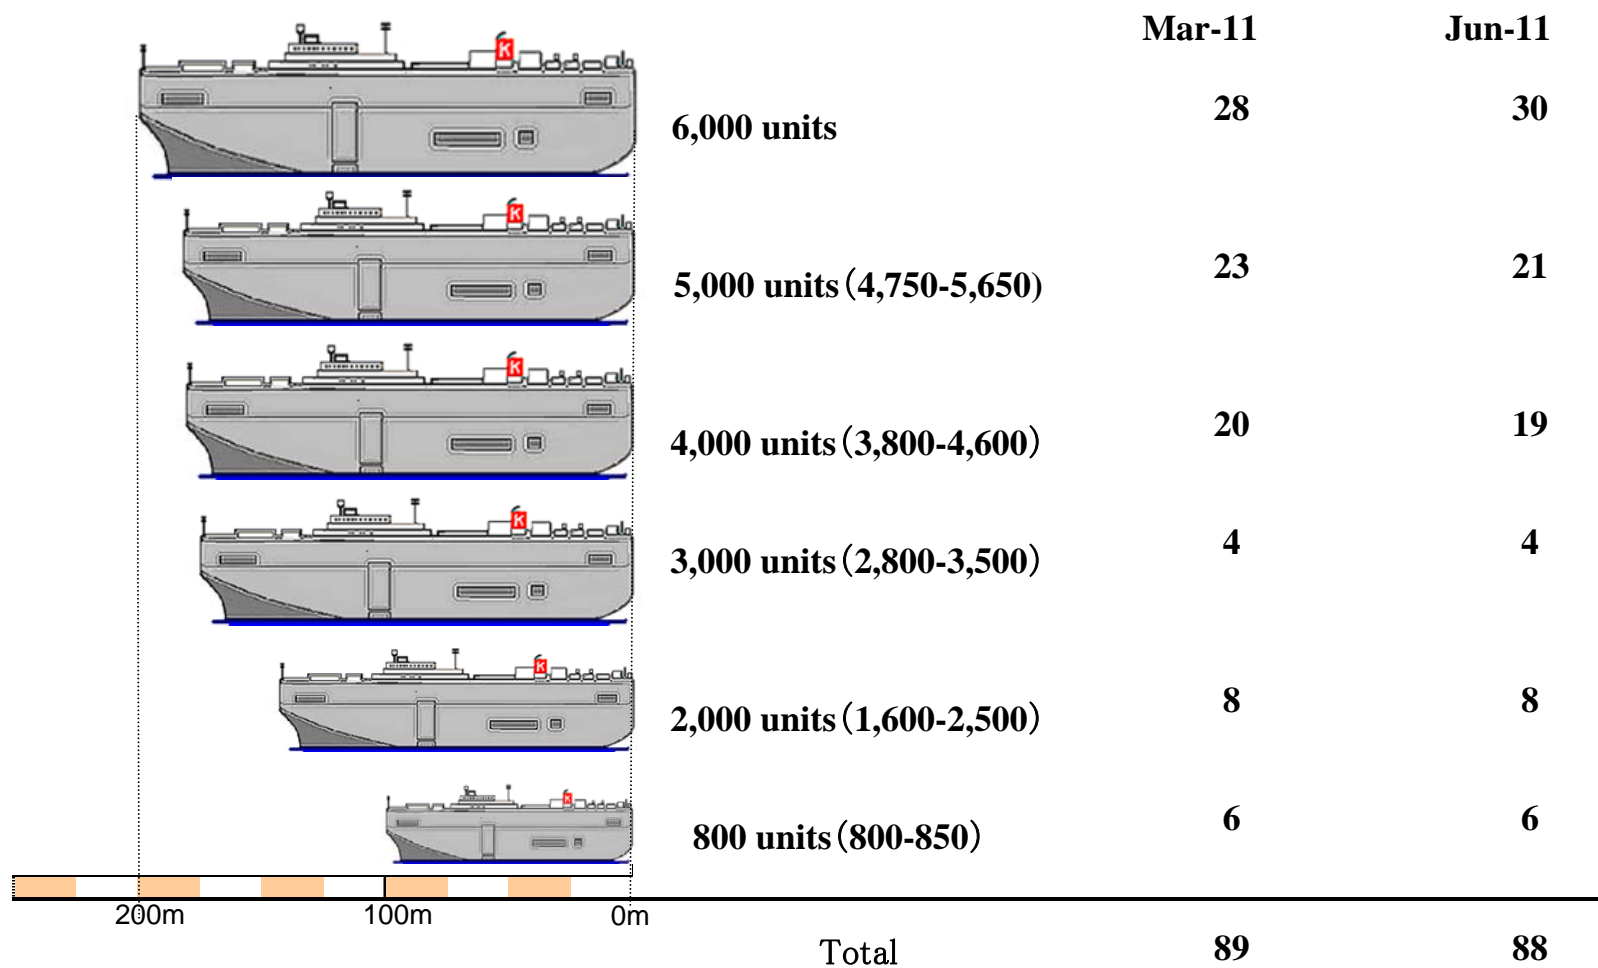 Mar-11 Jun-11
K
6,000 units 28 30
K
5,000 units（4,750-5,650) 23 21
K
4,000 units（3,800-4,600） 20 19
K
3,000 units（2,800-3,500） 4 4
K
2,000 units（1,600-2,500） 8 8
K
800 units（800-850） 6 6
200m 100m 0m
Total 89 88